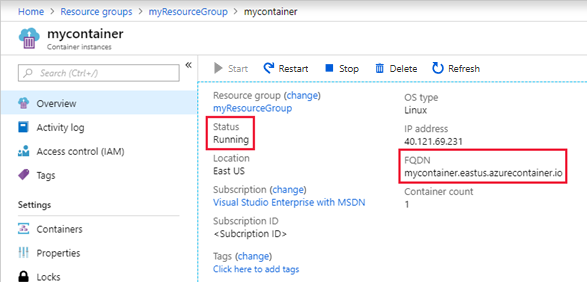 Home > Resource groups > myResourceGroup > mycontainer
mycontainer
Container instances
Search (Ctrl+/)
«
Overview
Activity log
Access control (IAM)
Tags
Settings
Containers
Properties
Locks
Start Restart Stop Delete Refresh
Resource group (change)
myResourceGroup
Status
Running
Location
East US
Subscription (change)
Visual Studio Enterprise with MSDN
Subscription ID
<Subcription ID>
Tags (change)
Click here to add tags
OS type
Linux
IP address
40.121.69.231
FQDN
mycontainer.eastus.azurecontainer.io
Container count
1